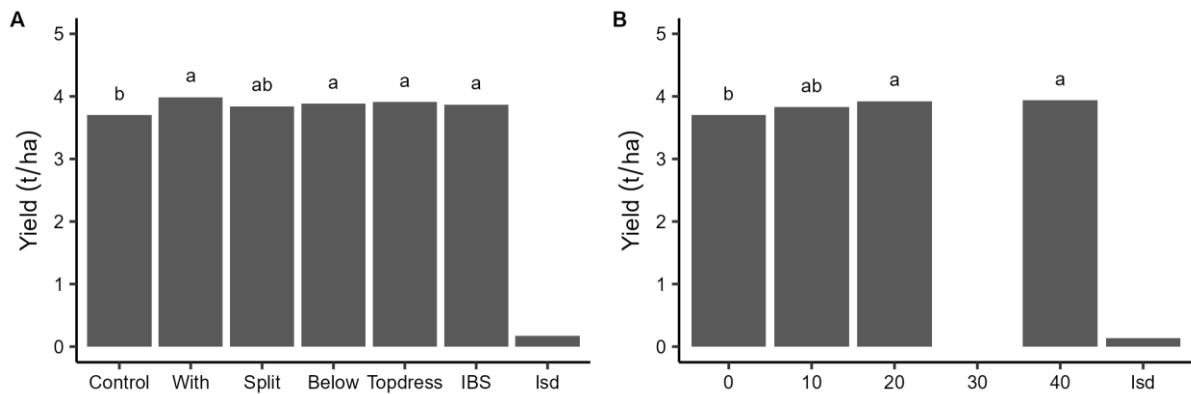 A
Yield (t/ha)
5
4
3
2
1
0
b
a
ab
a
a
a
Control With Split Below Topdress IBS lsd
B
Yield (t/ha)
5
4
3
2
1
0
b
ab
a
a
0 10 20 30 40 lsd